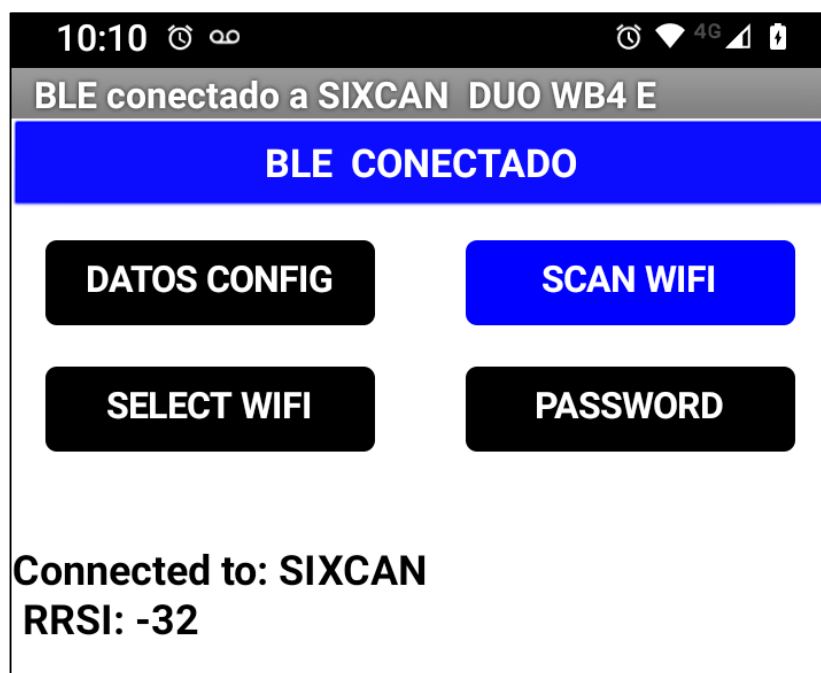 10:10 4G
BLE conectado a SIXCAN DUO WB4 E
BLE CONECTADO
DATOS CONFIG SCAN WIFI
SELECT WIFI PASSWORD
Connected to: SIXCAN
RRSI: -32